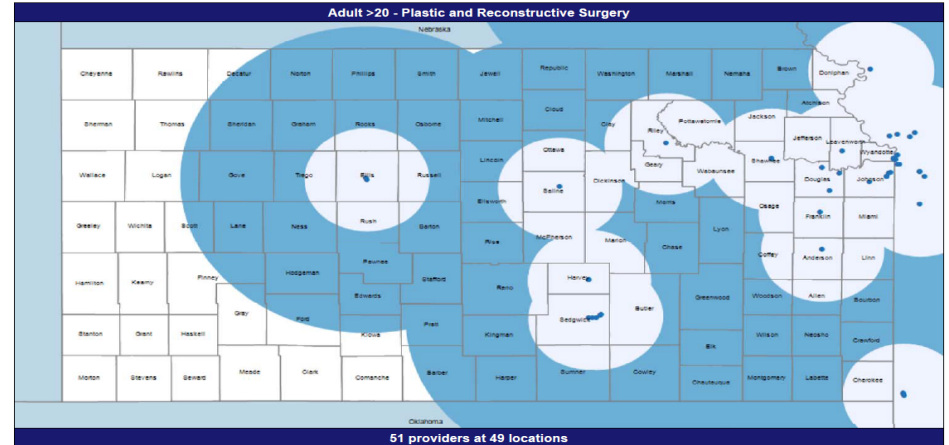 Adult >20 - Plastic and Reconstructive Surgery
Nebraska
Cheyenne Rawlins Decatur Norton Phillips Smith Jewell Republic Washington Marshall Nemaha Brown Doniphan
Cloud Atchison
Sherman Thomas Sheridan Graham Rooks Osborne Mitchell Clay Riley Pottawatomie Jackson
Ottawa Jefferson Leavenworth
Wallace Logan Gove Trego Ellis Russell Lincoln Saline Dickinson Geary Wabaunsee Shawnee Douglas Johnson Wyandotte
Ellsworth Morris Osage
Greeley Wichita Scott Lane Ness Rush Barton Rice McPherson Marion Chase Lyon Franklin Miami
Pawnee Coffey Anderson Linn
Hamilton Kearny Finney Hodgeman Stafford Reno Harvey
Edwards Butler Greenwood Woodson Allen Bourbon
Gray Ford Sedgwick
Stanton Grant Haskell Kiowa Pratt Kingman Elk Wilson Neosho Crawford
Morton Stevens Seward Meade Clark Comanche Barber Harper Sumner Cowley Chautauqua Montgomery Labette Cherokee
Oklahoma
51 providers at 49 locations